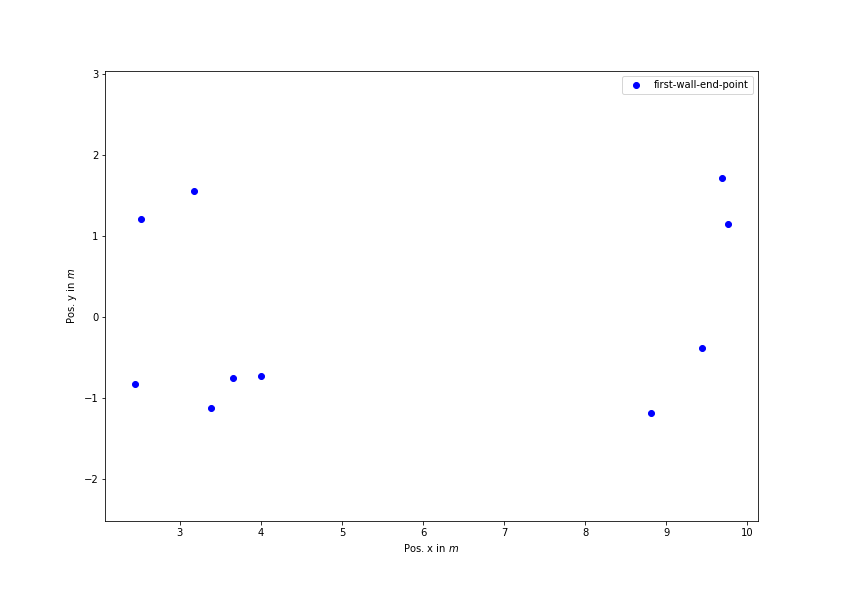 first-wall-end-point
3
2
1
0
−1
−2
Pos. y in m
3 4 5 6 7 8 9 10
Pos. x in m